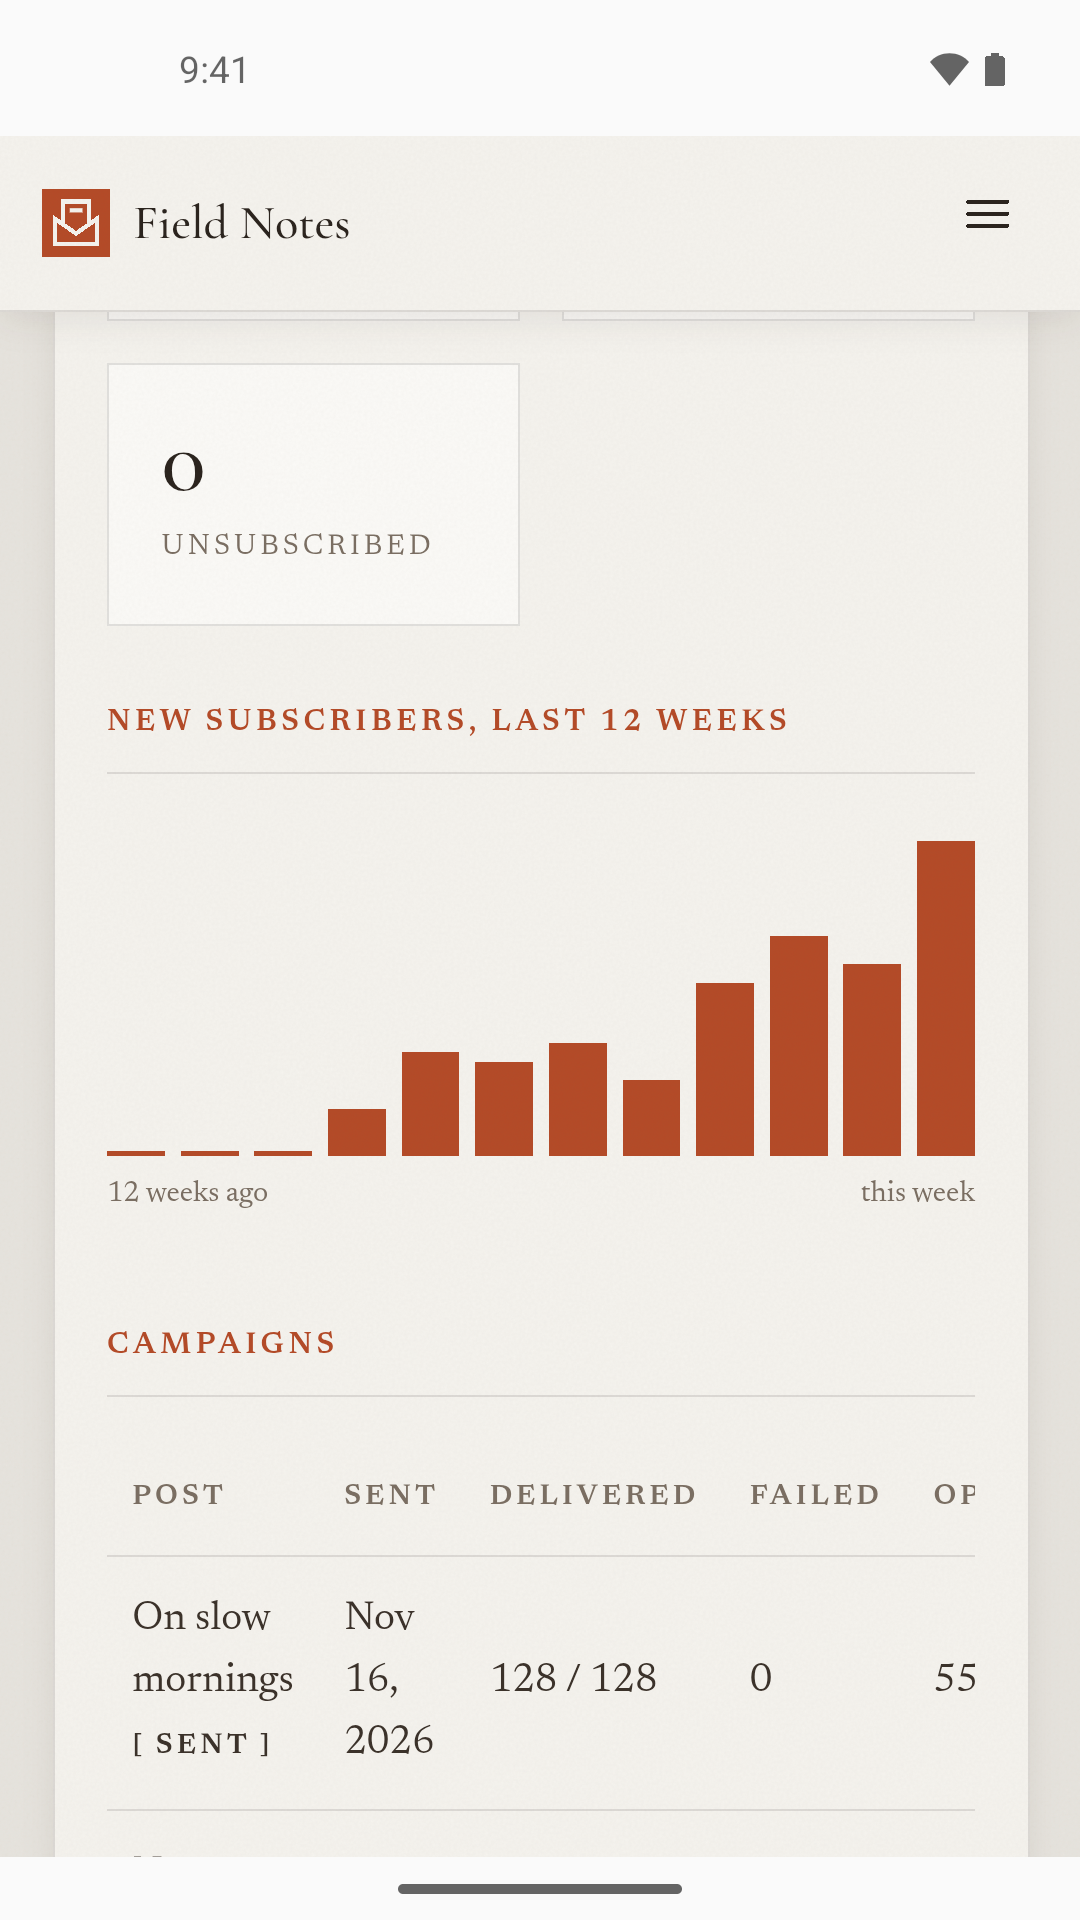 9:41
Field Notes
0
UNSUBSCRIBED
NEW SUBSCRIBERS, LAST 12 WEEKS
12 weeks ago
this week
CAMPAIGNS
POST SENT DELIVERED FAILED OP
On slow Nov
mornings 16, 128 / 128 0 55
[ SENT ] 2026